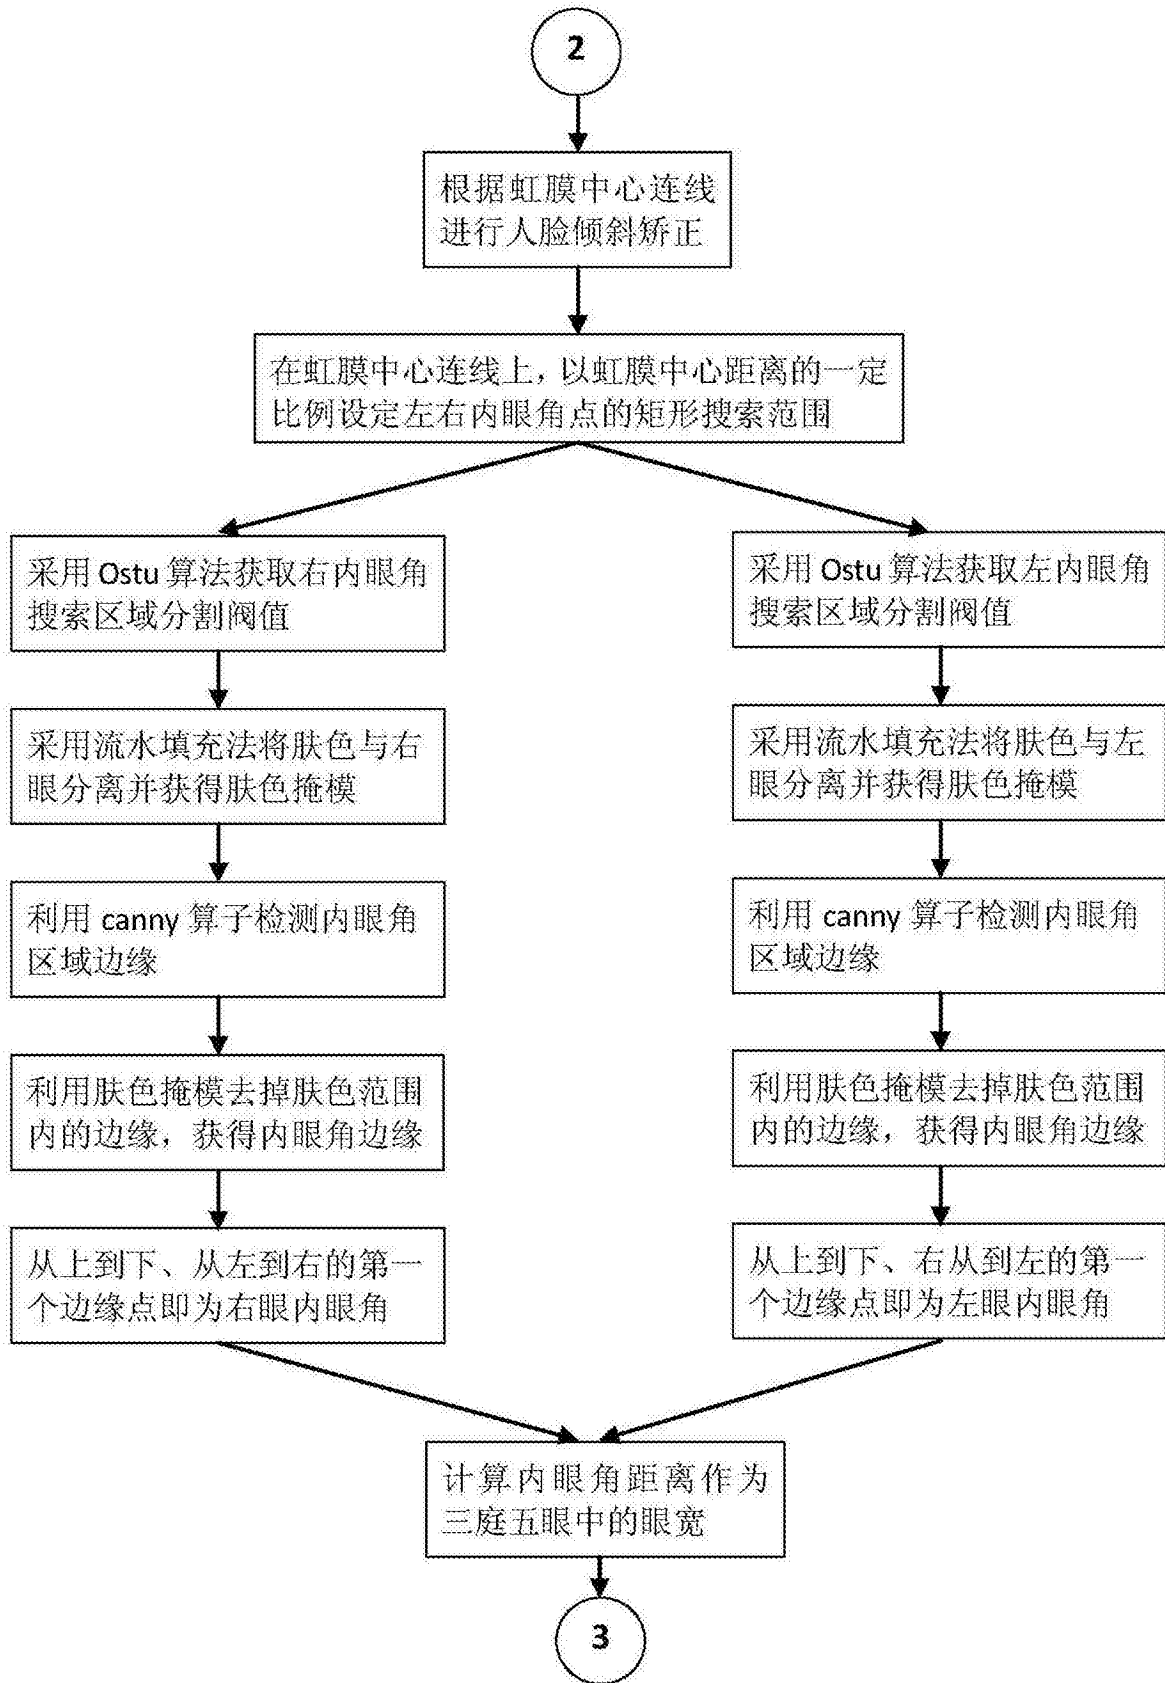 2
根据虹膜中心连线
进行人脸倾斜矫正
在虹膜中心连线上，以虹膜中心距离的一定
比例设定左右内眼角点的矩形搜索范围
采用 Ostu 算法获取右内眼角
搜索区域分割阀值
采用流水填充法将肤色与右
眼分离并获得肤色掩模
利用 canny 算子检测内眼角
区域边缘
利用肤色掩模去掉肤色范围
内的边缘，获得内眼角边缘
从上到下、从左到右的第一
个边缘点即为右眼内眼角
采用 Ostu 算法获取左内眼角
搜索区域分割阀值
采用流水填充法将肤色与左
眼分离并获得肤色掩模
利用 canny 算子检测内眼角
区域边缘
利用肤色掩模去掉肤色范围
内的边缘，获得内眼角边缘
从上到下、右从到左的第一
个边缘点即为左眼内眼角
计算内眼角距离作为
三庭五眼中的眼宽
3